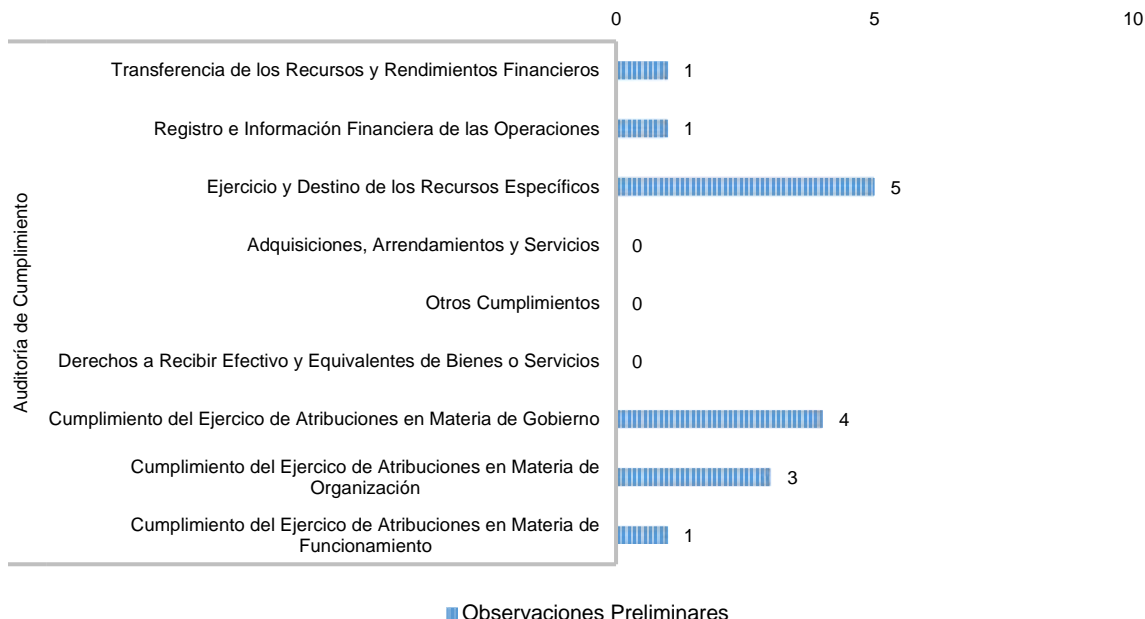 0 5 10
Transferencia de los Recursos y Rendimientos Financieros 1
Registro e Información Financiera de las Operaciones 1
Ejercicio y Destino de los Recursos Específicos 5
Adquisiciones, Arrendamientos y Servicios 0
Otros Cumplimientos 0
Derechos a Recibir Efectivo y Equivalentes de Bienes o Servicios 0
Cumplimiento del Ejercico de Atribuciones en Materia de Gobierno 4
Cumplimiento del Ejercico de Atribuciones en Materia de
Organización 3
Cumplimiento del Ejercico de Atribuciones en Materia de
Funcionamiento 1
Auditoría de Cumplimiento
Observaciones Preliminares